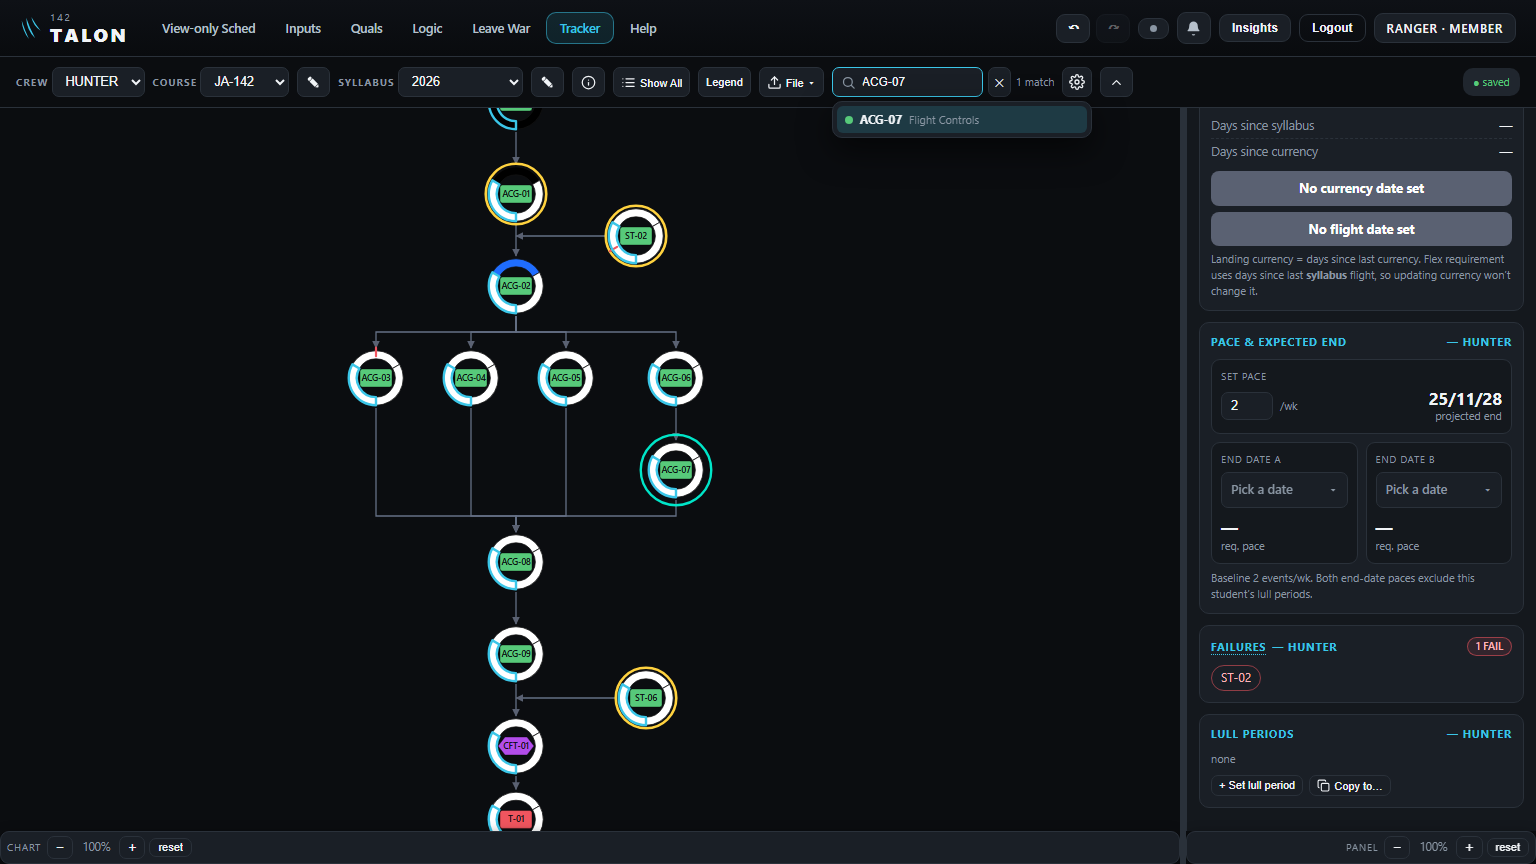 142
TALON
View-only Sched
Inputs
Quals
Logic
Leave War
Tracker
Help
Insights
Logout
RANGER · MEMBER
CREW
HUNTER
COURSE
JA-142
SYLLABUS
2026
Show All
Legend
File
ACG-07
1 match
saved
ACG-07 Flight Controls
ACG-01
ST-02
ACG-02
ACG-03
ACG-04
ACG-05
ACG-06
ACG-07
ACG-08
ACG-09
ST-06
CFT-01
T-01
Days since syllabus —
Days since currency —
No currency date set
No flight date set
Landing currency = days since last currency. Flex requirement
uses days since last syllabus flight, so updating currency won't
change it.
PACE & EXPECTED END — HUNTER
SET PACE
2 /wk
25/11/28
projected end
END DATE A
Pick a date
—
req. pace
END DATE B
Pick a date
—
req. pace
Baseline 2 events/wk. Both end-date paces exclude this
student's lull periods.
FAILURES — HUNTER
1 FAIL
ST-02
LULL PERIODS — HUNTER
none
+ Set lull period
Copy to...
CHART − 100% + reset
PANEL − 100% + reset